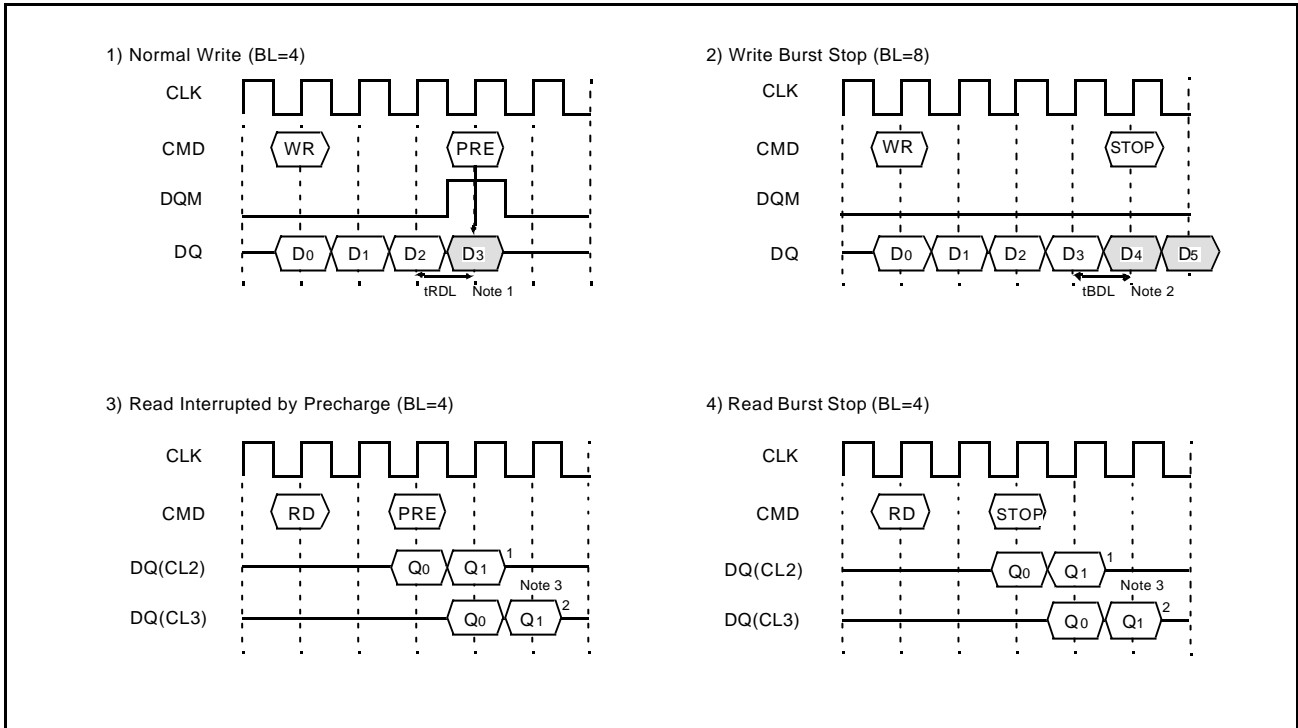 1) Normal Write (BL=4)
CLK
CMD
WR
PRE
DQM
DQ
D0
D1
D2
D3
tRDL
Note 1
2) Write Burst Stop (BL=8)
CLK
CMD
WR
STOP
DQM
DQ
D0
D1
D2
D3
D4
D5
tBDL
Note 2
3) Read Interrupted by Precharge (BL=4)
CLK
CMD
RD
PRE
DQ(CL2)
Q0
Q1
1
Note 3
DQ(CL3)
Q0
Q1
2
4) Read Burst Stop (BL=4)
CLK
CMD
RD
STOP
DQ(CL2)
Q0
Q1
1
Note 3
DQ(CL3)
Q0
Q1
2